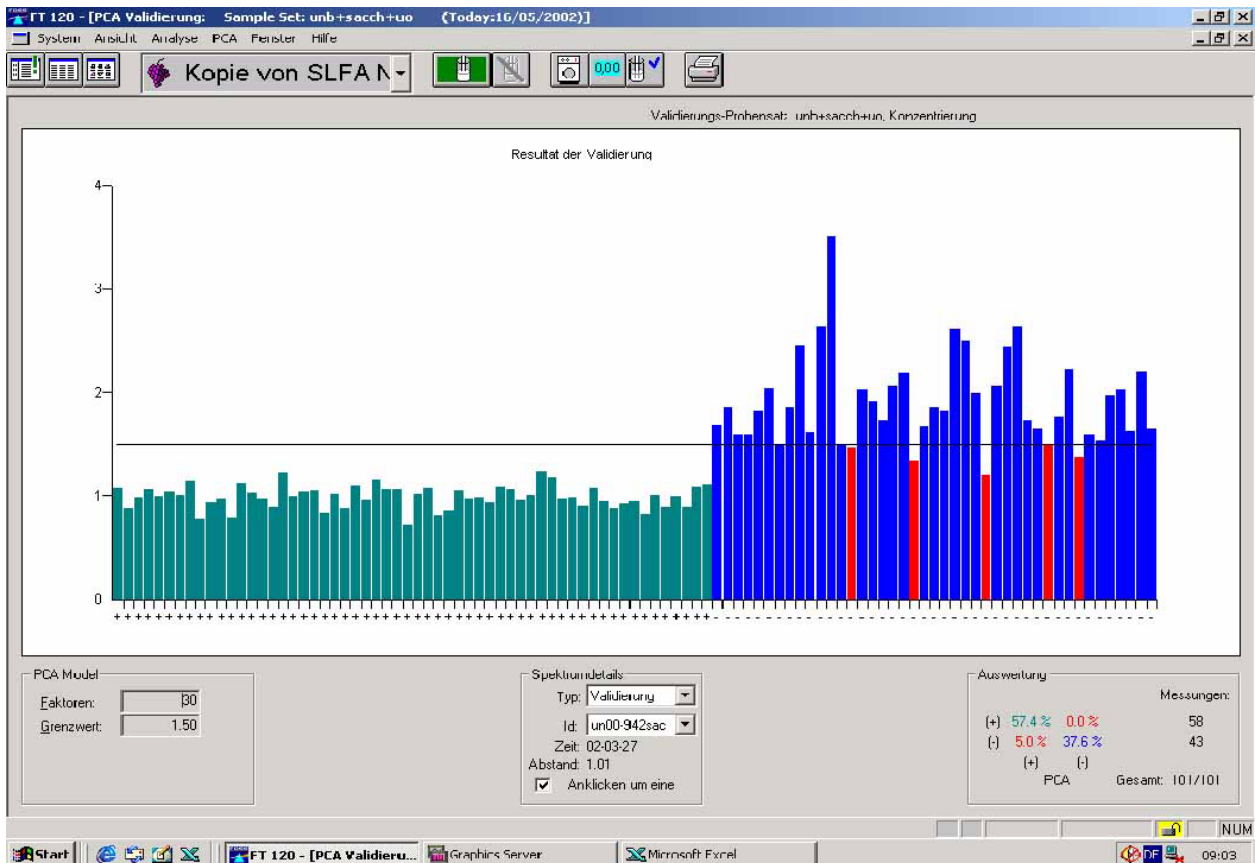 FT 120 - [PCA Validierung: Sample Set: unb+sacch+uo (Today:16/05/2002)]
System Ansicht Analyse PCA Fenster Hilfe
Kopie von SLFA N
0,00
Validierungs-Probensatz: unb+sacch+uo, Konzentrierung
Resultat der Validierung
4
3
2
1
0
++++++++++++++++++++++++++++++++++++++++++++++++++++++++++-------------------------------------------
PCA Model
Faktoren: 30
Grenzwert: 1.50
Spektrumdetails
Typ: Validierung
Id: un00-942sac
Zeit: 02-03-27
Abstand: 1.01
Anklicken um eine
Auswertung
Messungen:
(+) 57.4 % 0.0 % 58
(-) 5.0 % 37.6 % 43
(+) (-)
PCA Gesamt: 101/101
NUM
Start FT 120 - [PCA Validieru... Graphics Server Microsoft Excel DE 09:03